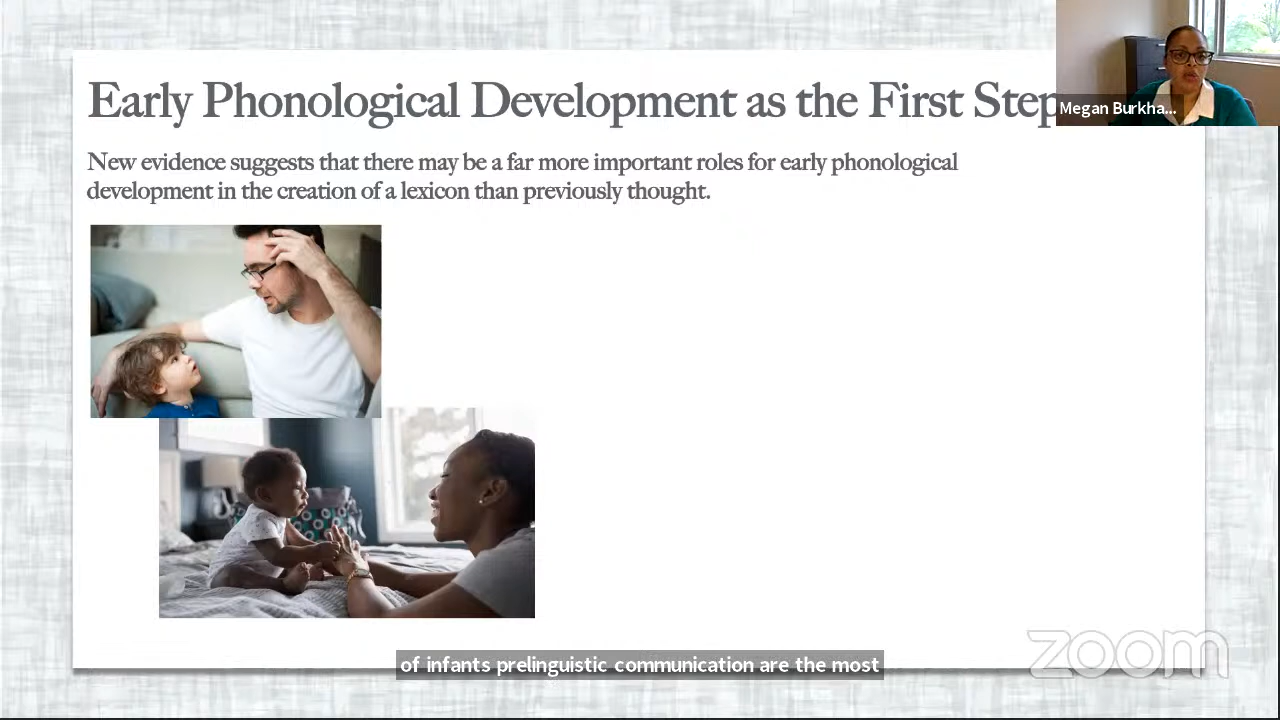 Early Phonological Development as the First Step
Megan Burkha...
New evidence suggests that there may be a far more important roles for early phonological
development in the creation of a lexicon than previously thought.
of infants prelinguistic communication are the most
zoom